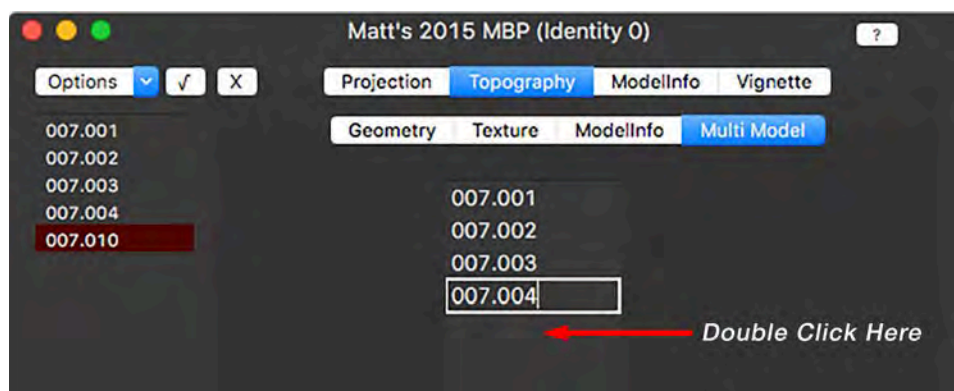 Matt's 2015 MBP (Identity 0)
?
Options √ X
Projection Topography ModelInfo Vignette
Geometry Texture ModelInfo Multi Model
007.001
007.002
007.003
007.004
007.010
007.001
007.002
007.003
007.004
Double Click Here